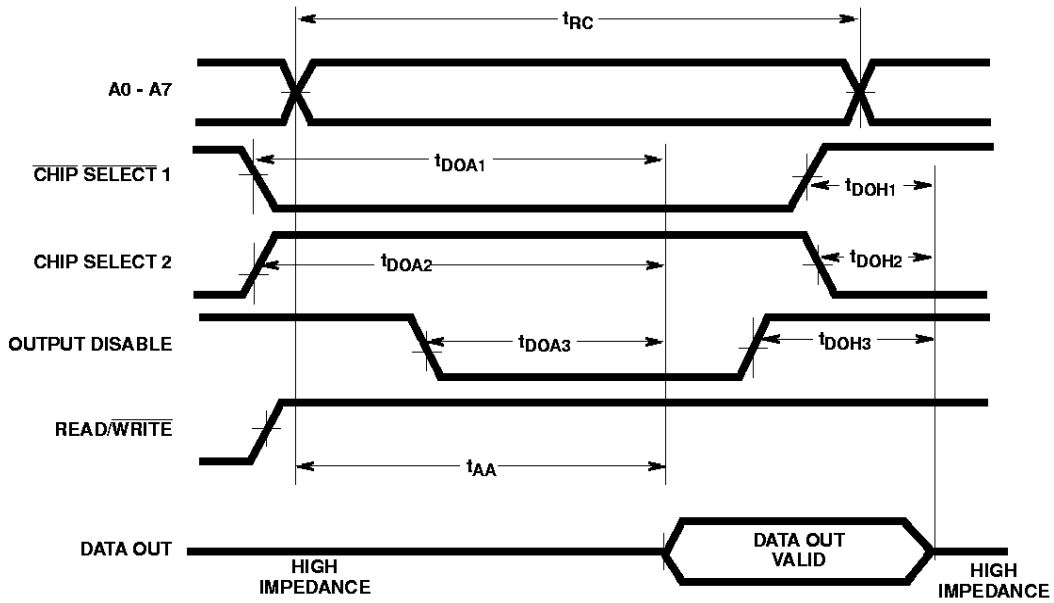 tRC
A0 - A7
CHIP SELECT 1
tDOA1
tDOH1
CHIP SELECT 2
tDOA2
tDOH2
OUTPUT DISABLE
tDOA3
tDOH3
READ/WRITE
tAA
DATA OUT
HIGH
IMPEDANCE
DATA OUT
VALID
HIGH
IMPEDANCE